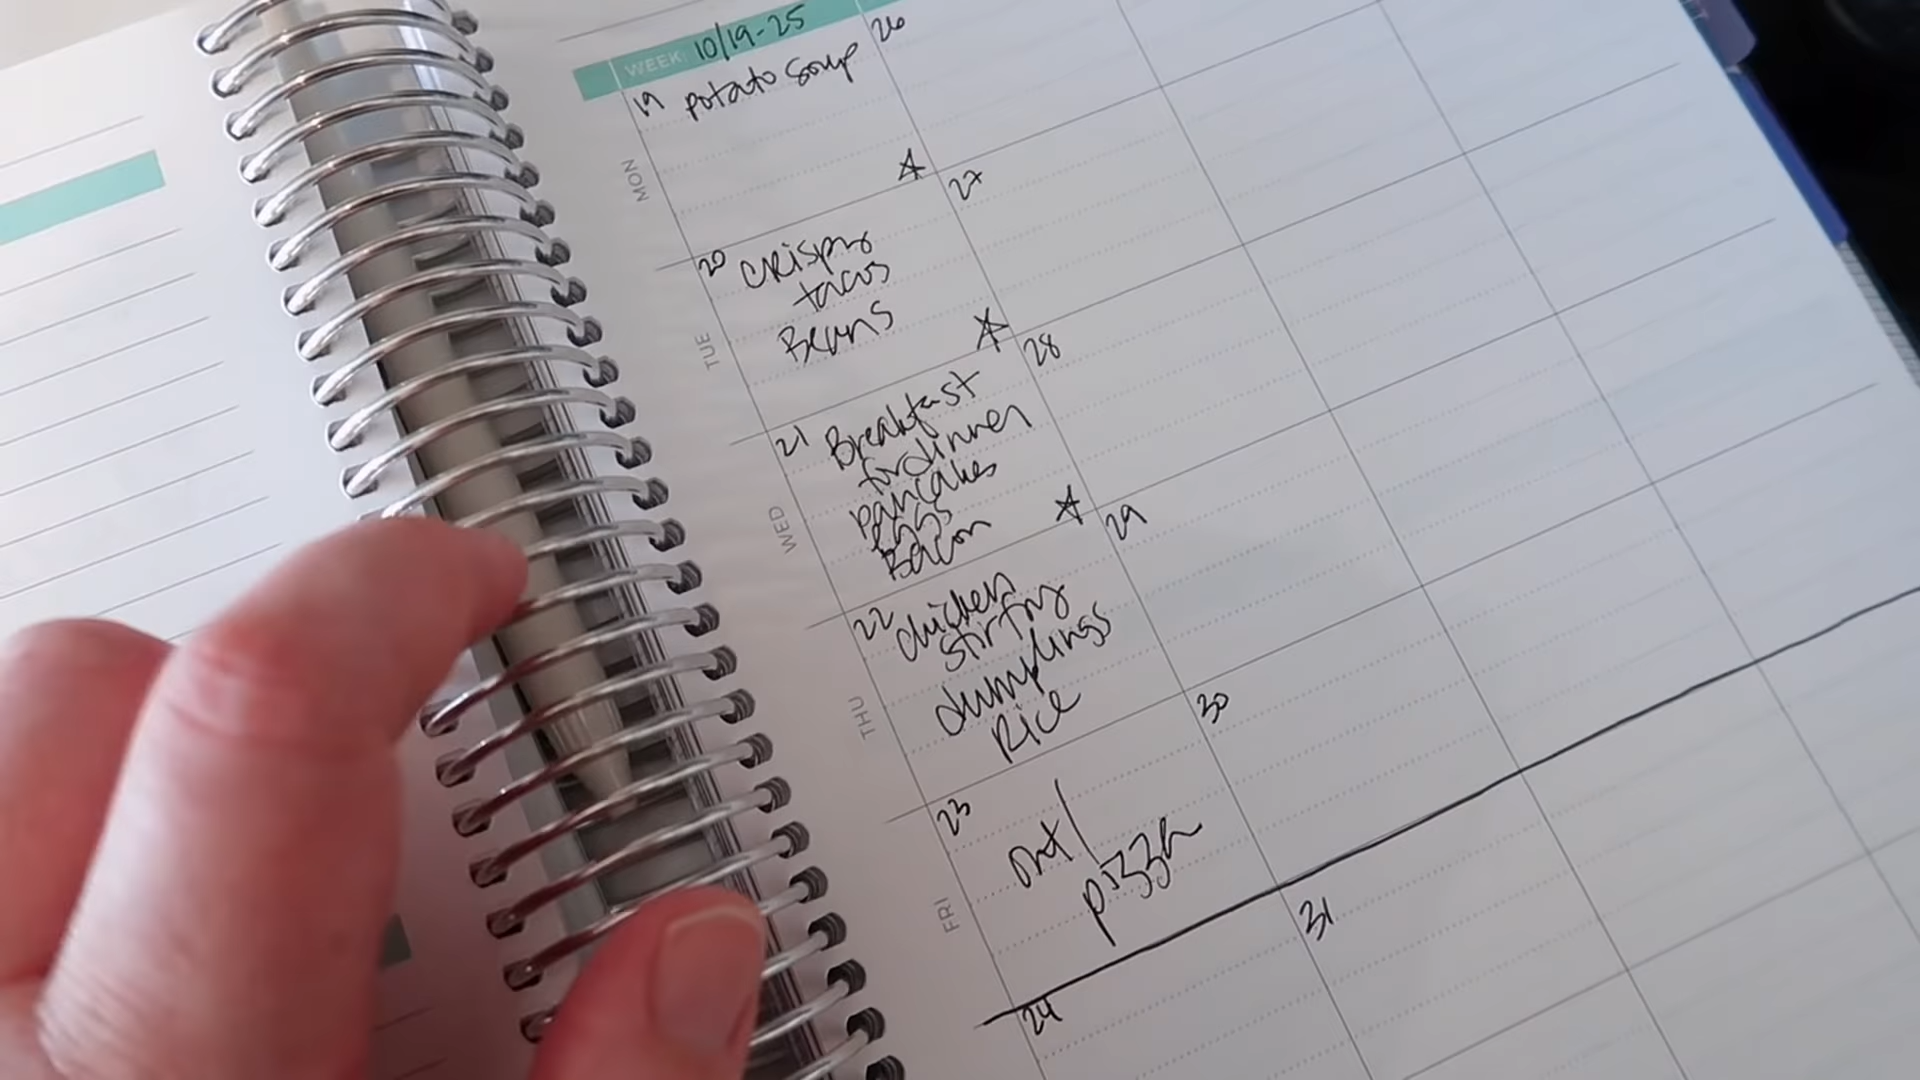 WEEK: 10/19-25
19 potato soup
26
MON
27
20 CRISPY
tacos
Beans
TUE
28
21 Breakfast
for dinner
pancakes
Eggs
Bacon
WED
29
22 chicken
stir fry
dumplings
Rice
THU
30
23 out/
pizza
FRI
31
24